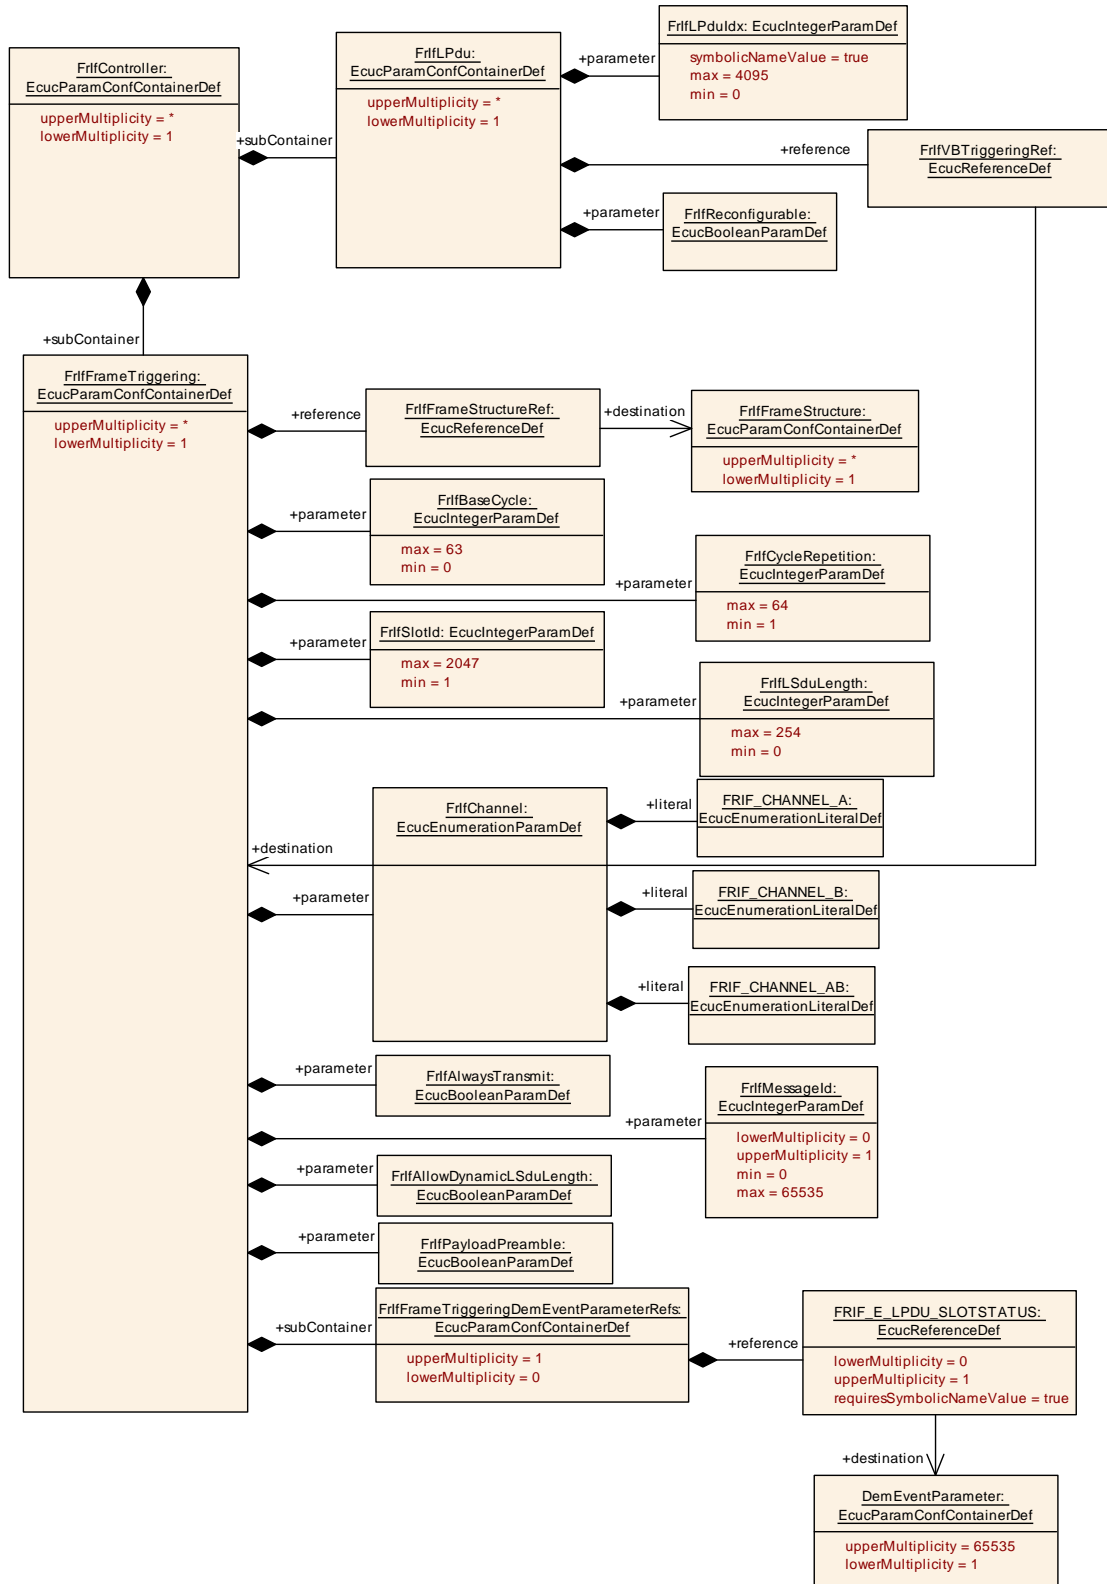 FrIfController:
EcucParamConfContainerDef
upperMultiplicity = *
lowerMultiplicity = 1
+subContainer
FrIfLPdu:
EcucParamConfContainerDef
upperMultiplicity = *
lowerMultiplicity = 1
+parameter
FrIfLPduIdx: EcucIntegerParamDef
symbolicNameValue = true
max = 4095
min = 0
+reference
FrIfVBTriggeringRef:
EcucReferenceDef
+parameter
FrIfReconfigurable:
EcucBooleanParamDef
+subContainer
FrIfFrameTriggering:
EcucParamConfContainerDef
upperMultiplicity = *
lowerMultiplicity = 1
+reference
FrIfFrameStructureRef:
EcucReferenceDef
+destination
FrIfFrameStructure:
EcucParamConfContainerDef
upperMultiplicity = *
lowerMultiplicity = 1
+parameter
FrIfBaseCycle:
EcucIntegerParamDef
max = 63
min = 0
+parameter
FrIfCycleRepetition:
EcucIntegerParamDef
max = 64
min = 1
+parameter
FrIfSlotId: EcucIntegerParamDef
max = 2047
min = 1
+parameter
FrIfLSduLength:
EcucIntegerParamDef
max = 254
min = 0
+destination
+parameter
FrIfChannel:
EcucEnumerationParamDef
+literal
FRIF_CHANNEL_A:
EcucEnumerationLiteralDef
+literal
FRIF_CHANNEL_B:
EcucEnumerationLiteralDef
+literal
FRIF_CHANNEL_AB:
EcucEnumerationLiteralDef
+parameter
FrIfAlwaysTransmit:
EcucBooleanParamDef
+parameter
FrIfMessageId:
EcucIntegerParamDef
lowerMultiplicity = 0
upperMultiplicity = 1
min = 0
max = 65535
+parameter
FrIfAllowDynamicLSduLength:
EcucBooleanParamDef
+parameter
FrIfPayloadPreamble:
EcucBooleanParamDef
+subContainer
FrIfFrameTriggeringDemEventParameterRefs:
EcucParamConfContainerDef
upperMultiplicity = 1
lowerMultiplicity = 0
+reference
FRIF_E_LPDU_SLOTSTATUS:
EcucReferenceDef
lowerMultiplicity = 0
upperMultiplicity = 1
requiresSymbolicNameValue = true
+destination
DemEventParameter:
EcucParamConfContainerDef
upperMultiplicity = 65535
lowerMultiplicity = 1